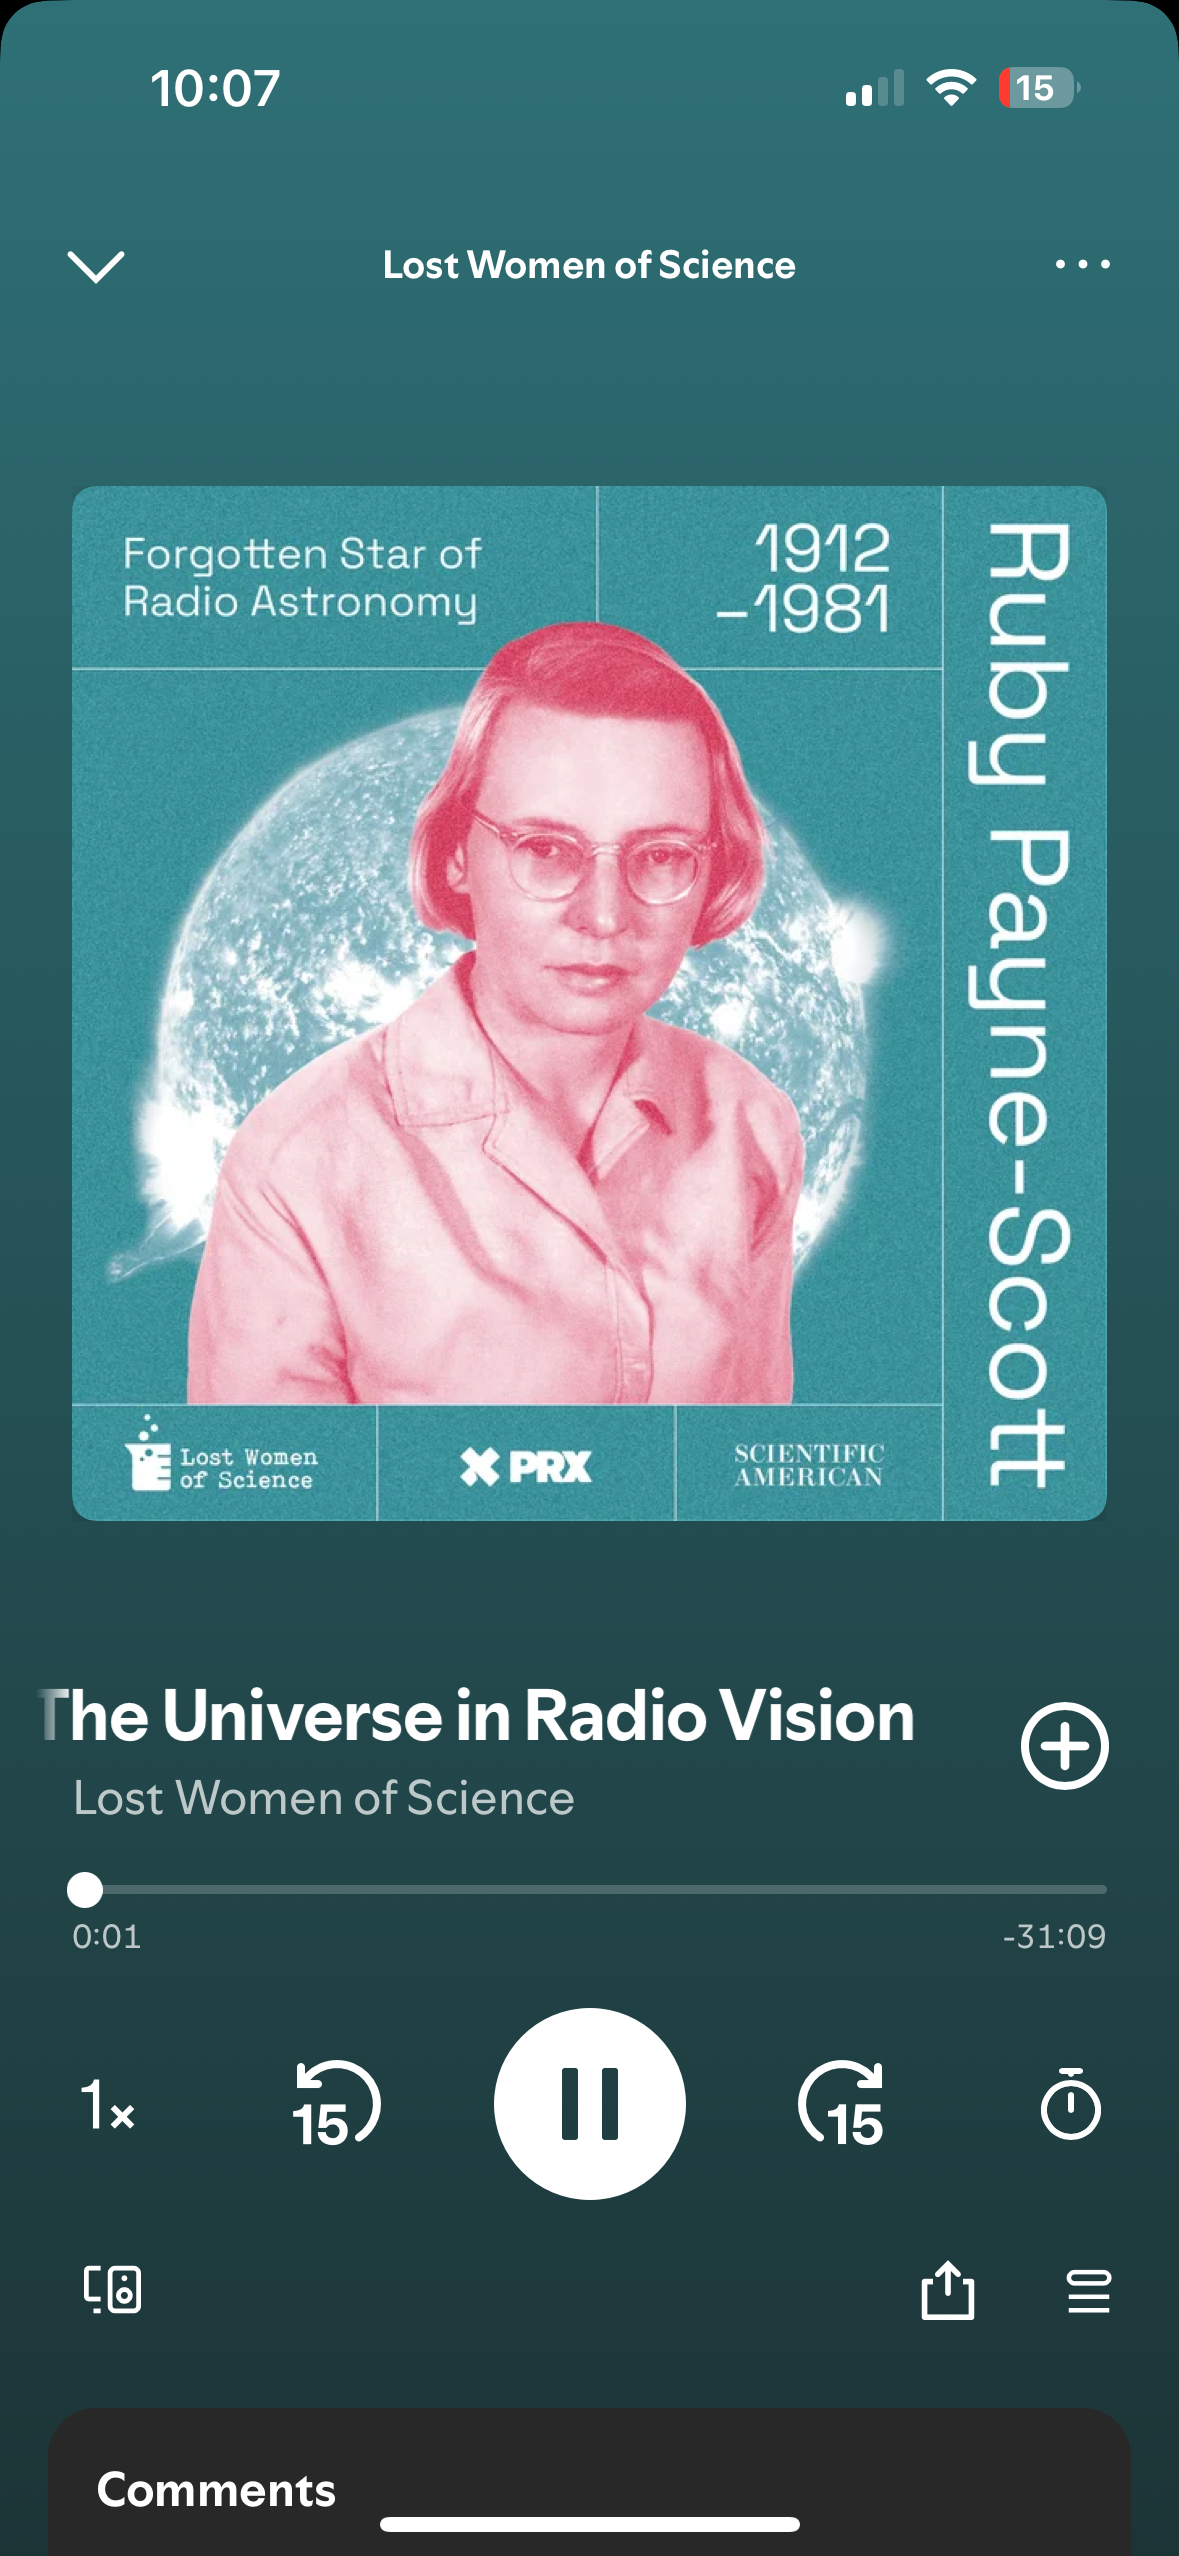 10:07
15
Lost Women of Science
Forgotten Star of
Radio Astronomy
1912
–1981
Ruby Payne-Scott
Lost Women
of Science
PRX
SCIENTIFIC
AMERICAN
The Universe in Radio Vision
Lost Women of Science
0:01
-31:09
1×
15
15
Comments